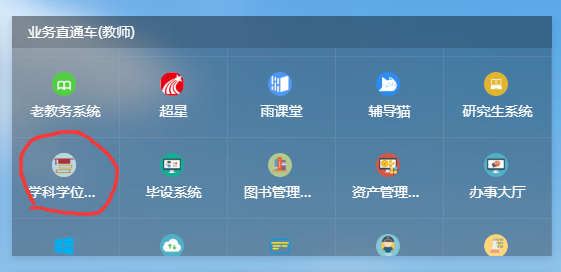 业务直通车(教师)
老教务系统 超星 雨课堂 辅导猫 研究生系统
学科学位... 毕设系统 图书管理... 资产管理... 办事大厅